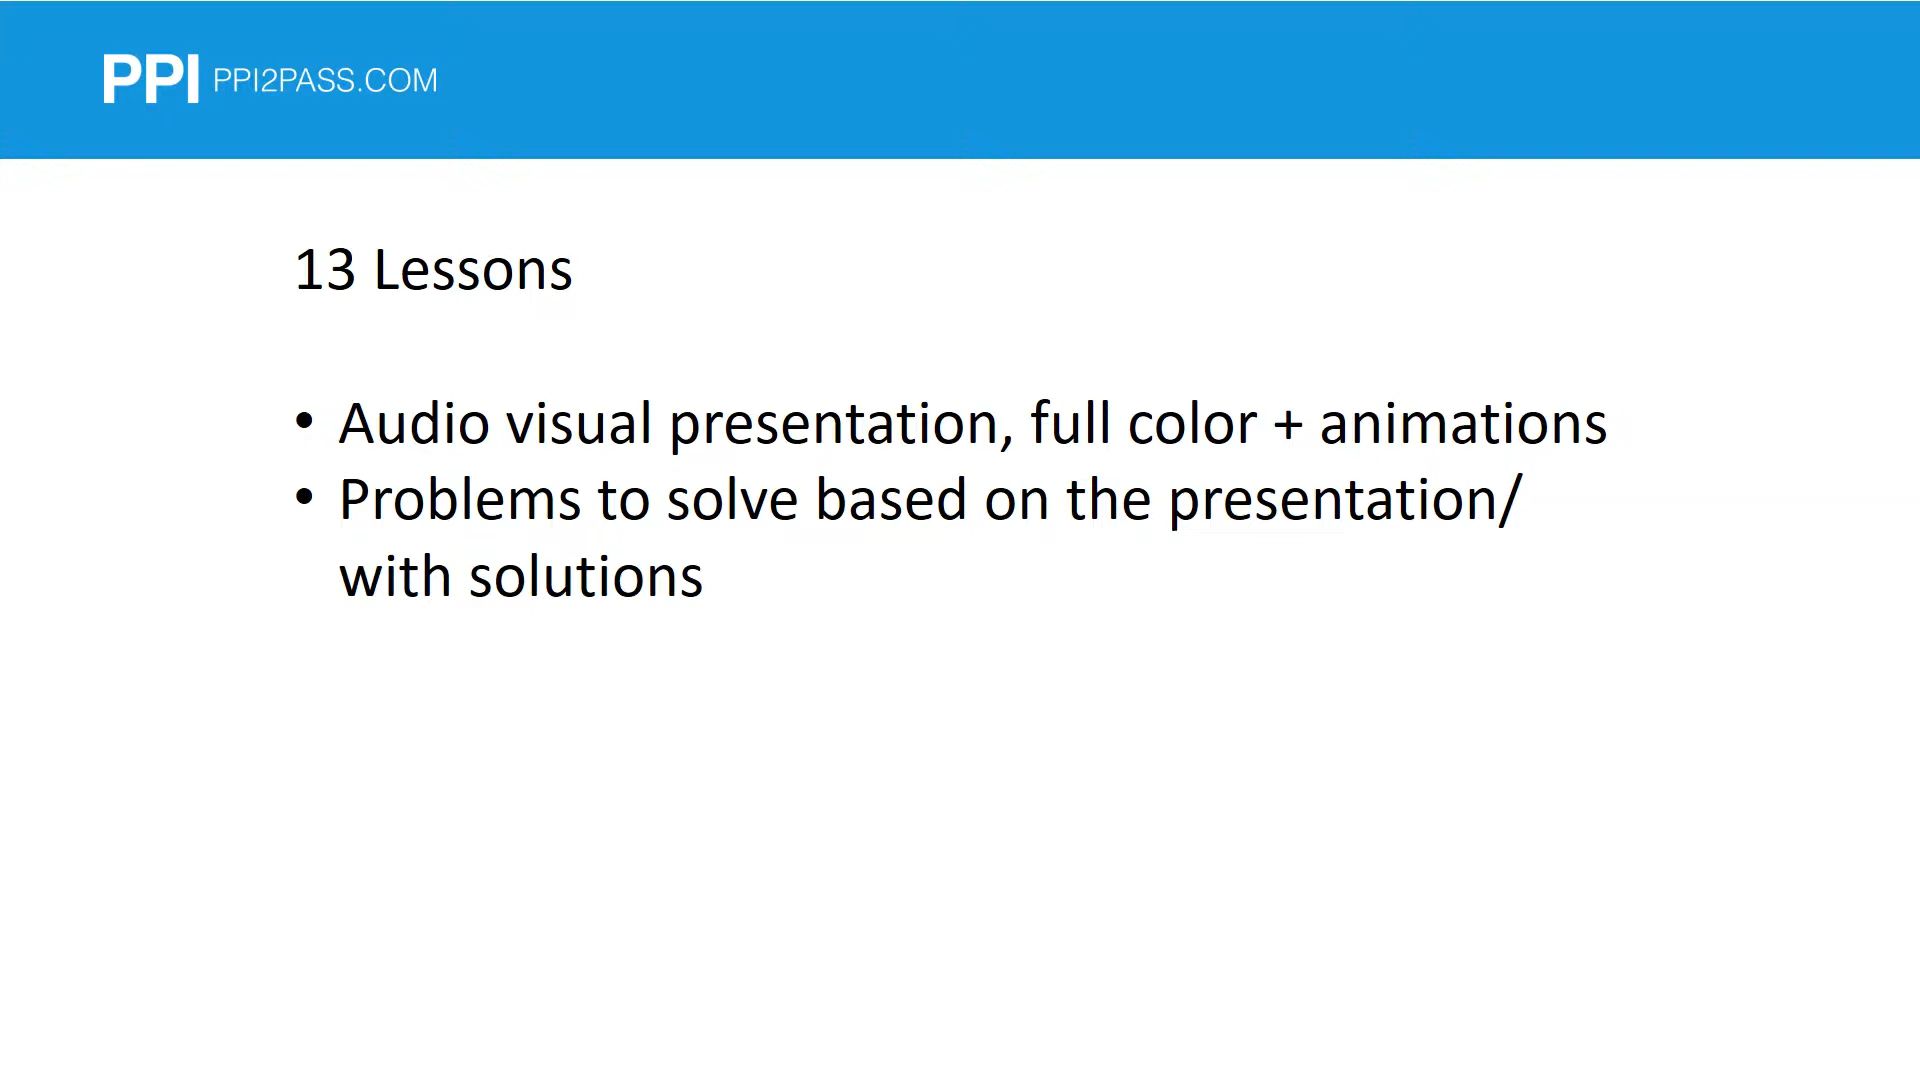 PPI PPI2PASS.COM
13 Lessons
• Audio visual presentation, full color + animations
• Problems to solve based on the presentation/
with solutions